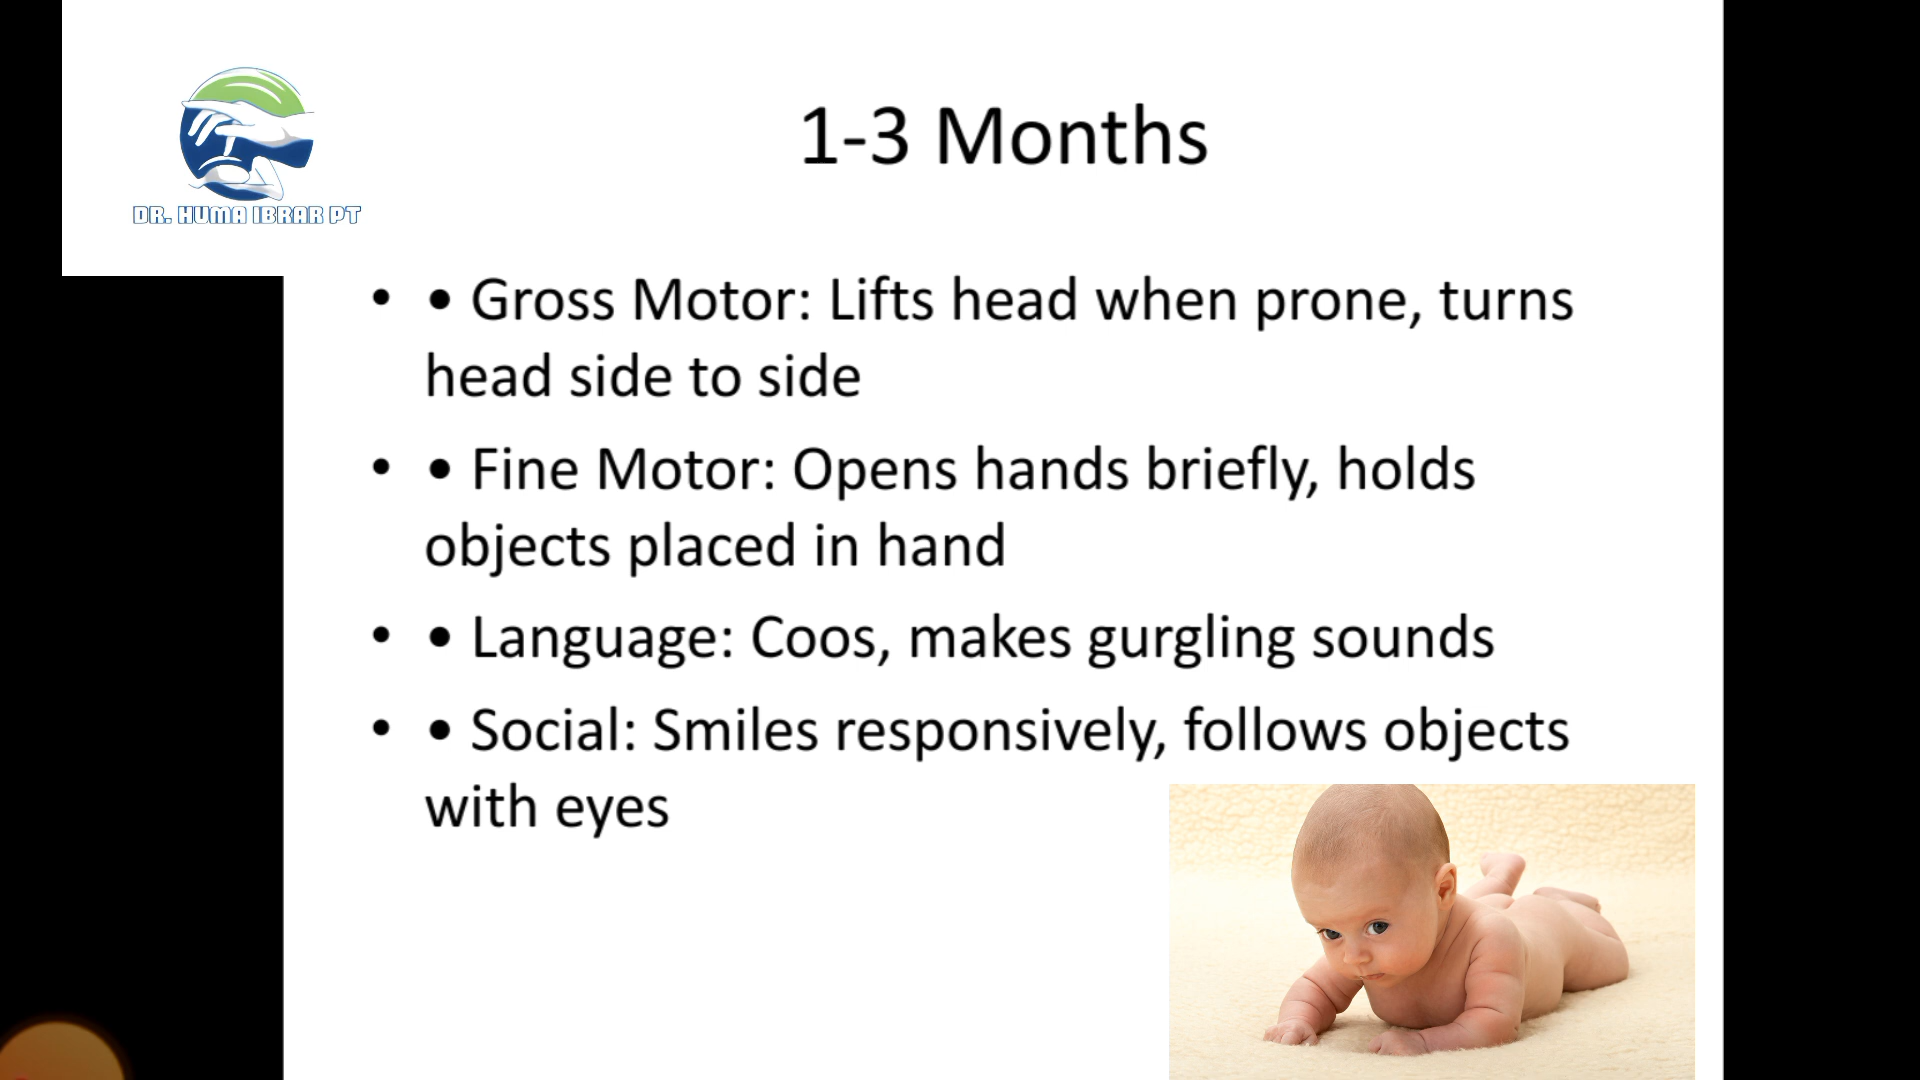 DR. HUMA IBRAR PT
1-3 Months
• • Gross Motor: Lifts head when prone, turns
head side to side
• • Fine Motor: Opens hands briefly, holds
objects placed in hand
• • Language: Coos, makes gurgling sounds
• • Social: Smiles responsively, follows objects
with eyes